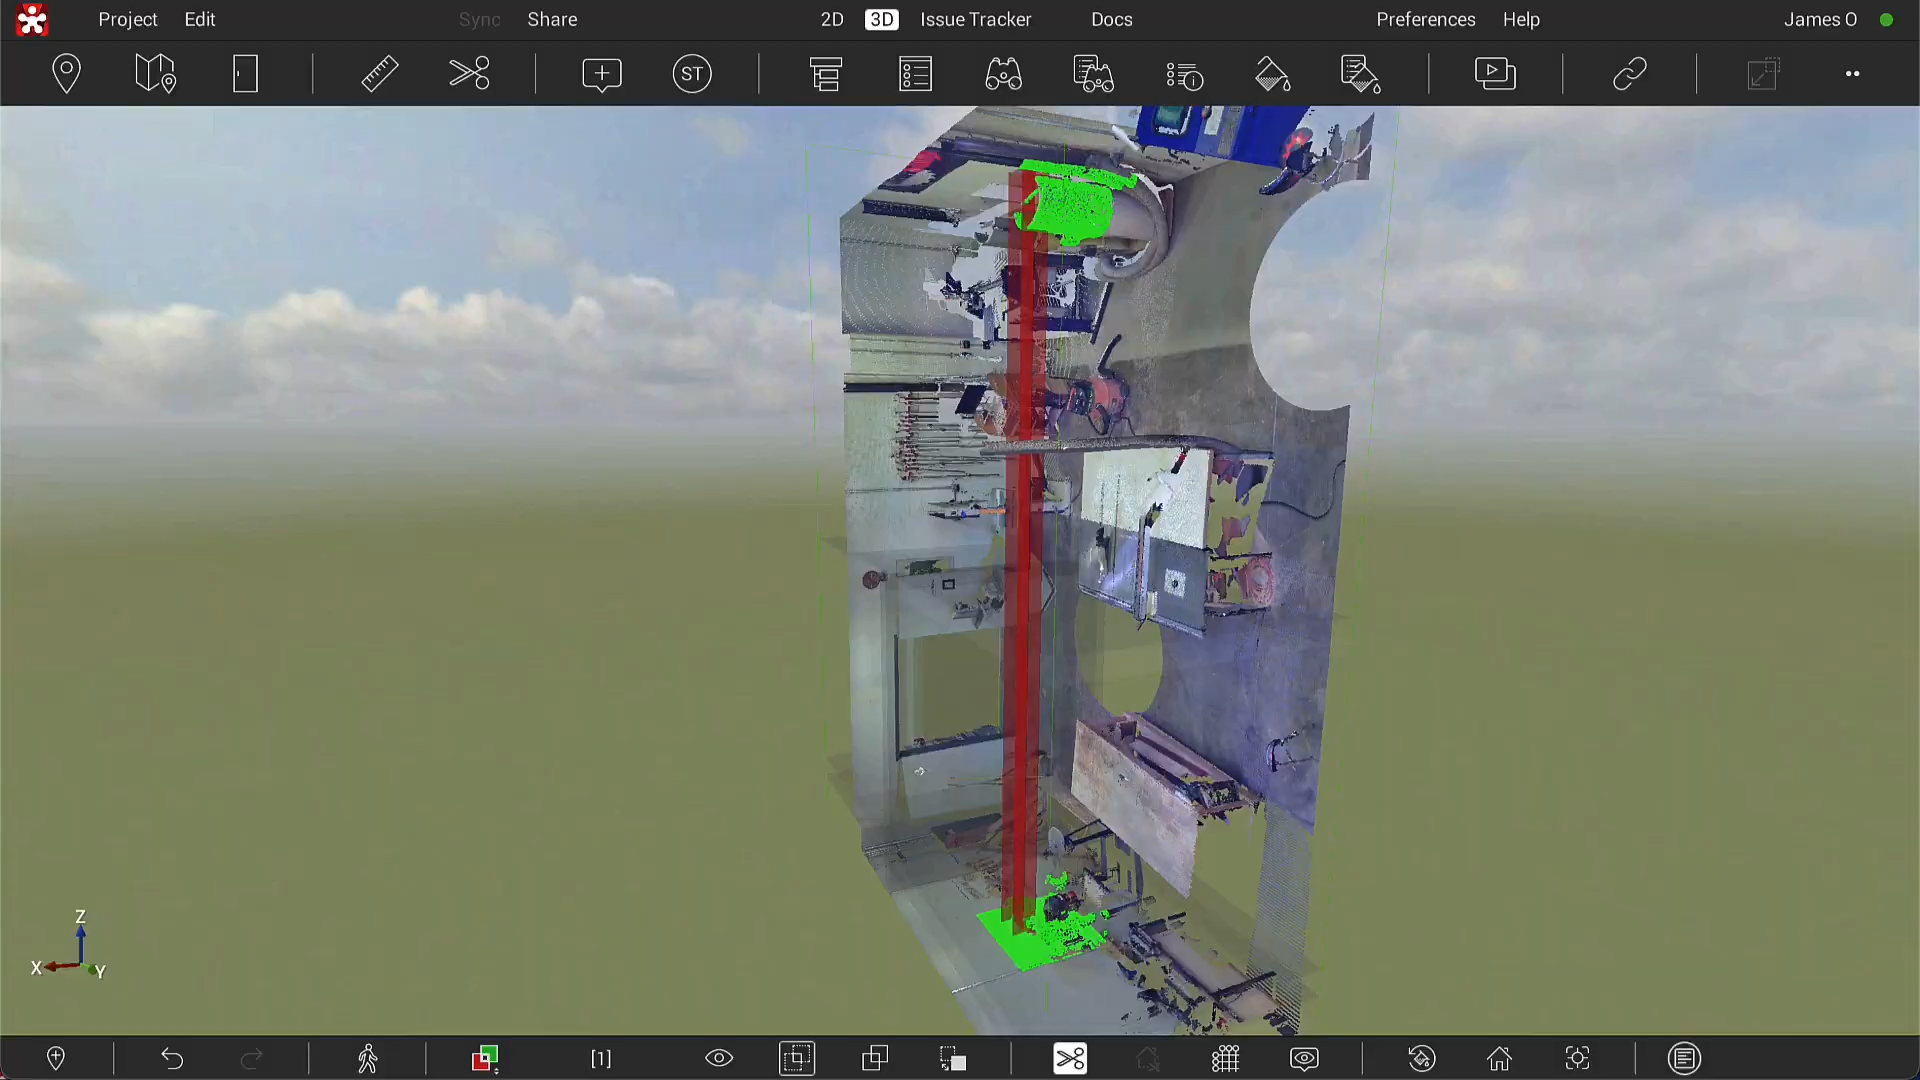 Project Edit Sync Share 2D 3D Issue Tracker Docs Preferences Help James O
ST
Z
X Y
[1]